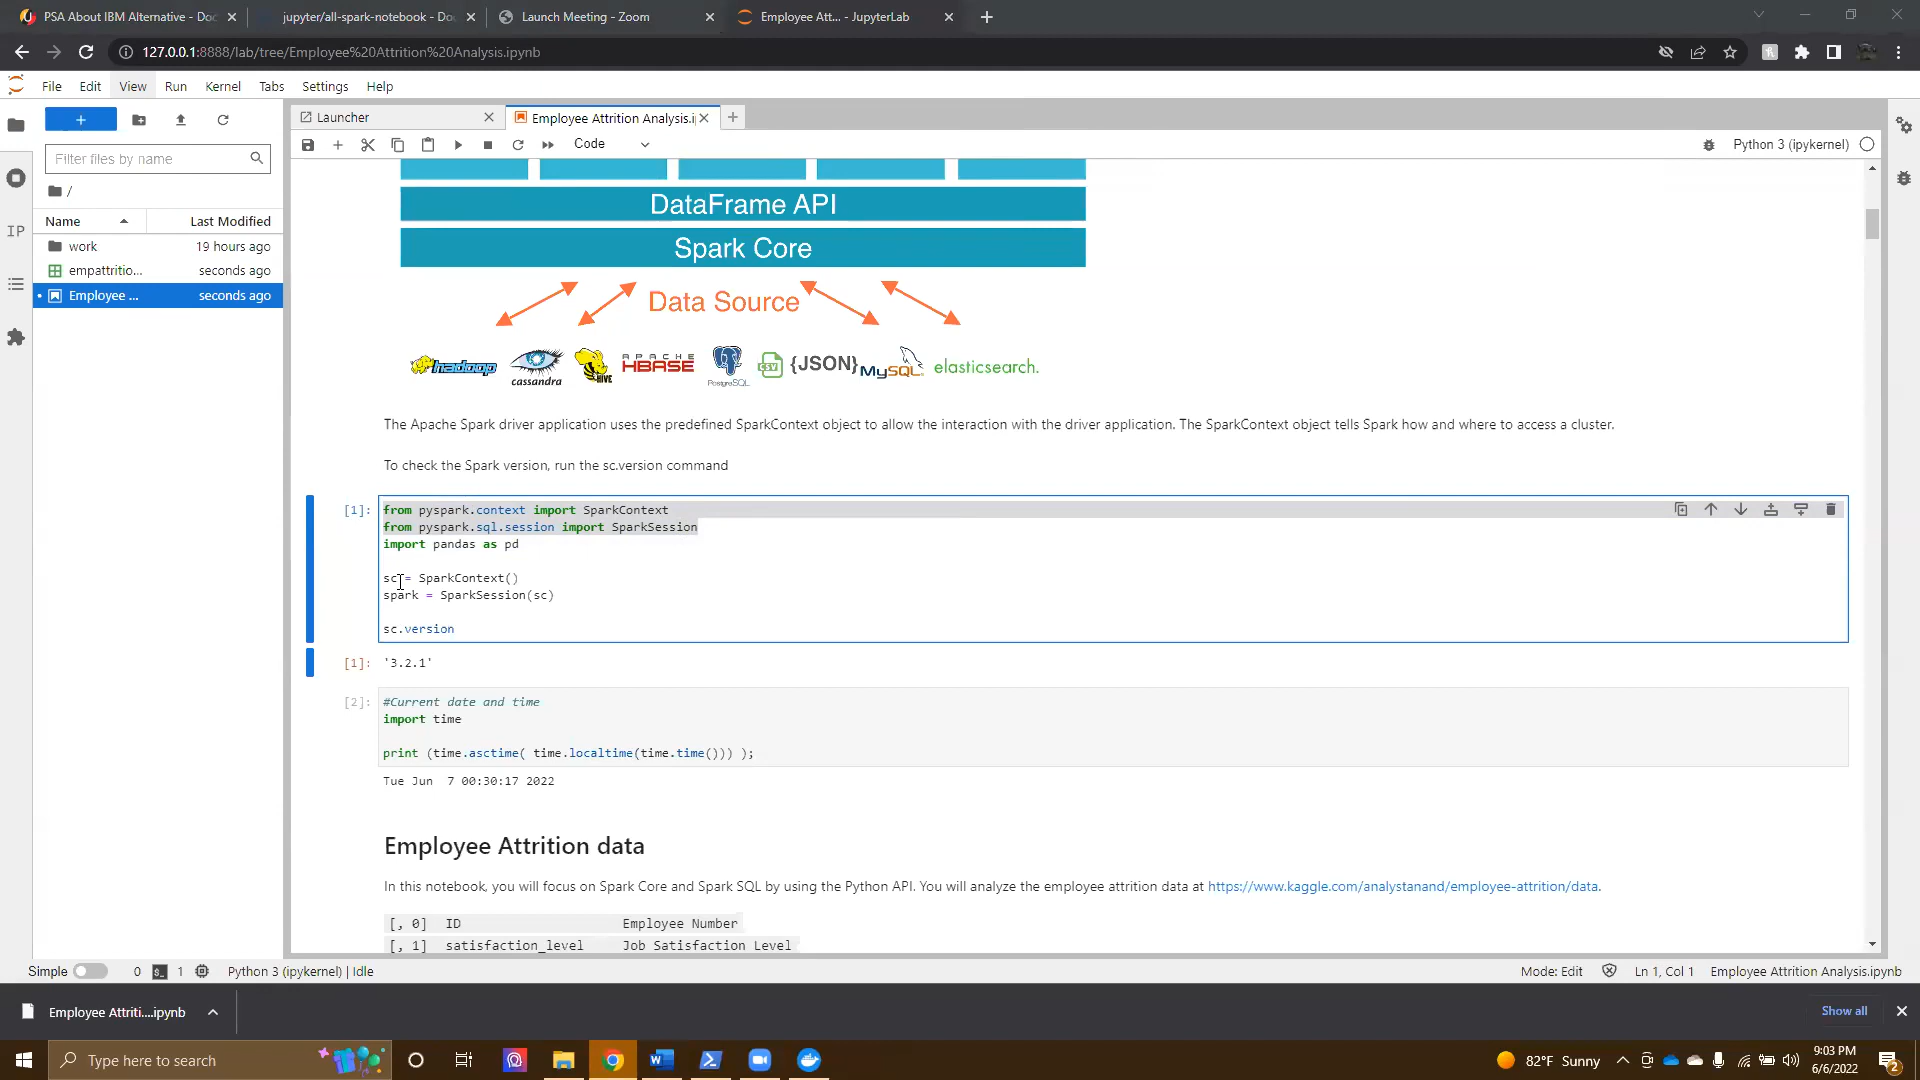 PSA About IBM Alternative - Doc
jupyter/all-spark-notebook - Do
Launch Meeting - Zoom
Employee Att... - JupyterLab
127.0.0.1:8888/lab/tree/Employee%20Attrition%20Analysis.ipynb
File Edit View Run Kernel Tabs Settings Help
Launcher
Employee Attrition Analysis.i
Filter files by name
Code
Python 3 (ipykernel)
/
Name Last Modified
work 19 hours ago
empattritio... seconds ago
Employee ... seconds ago
IP
DataFrame API
Spark Core
Data Source
hadoop
cassandra
HIVE
APACHE
HBASE
PostgreSQL
CSV
{JSON}
MySQL
elasticsearch.
The Apache Spark driver application uses the predefined SparkContext object to allow the interaction with the driver application. The SparkContext object tells Spark how and where to access a cluster.
To check the Spark version, run the sc.version command
[1]: from pyspark.context import SparkContext
from pyspark.sql.session import SparkSession
import pandas as pd
sc = SparkContext()
spark = SparkSession(sc)
sc.version
[1]: '3.2.1'
[2]: #Current date and time
import time
print (time.asctime( time.localtime(time.time())) );
Tue Jun  7 00:30:17 2022
Employee Attrition data
In this notebook, you will focus on Spark Core and Spark SQL by using the Python API. You will analyze the employee attrition data at https://www.kaggle.com/analystanand/employee-attrition/data.
[, 0] ID Employee Number
[, 1] satisfaction_level Job Satisfaction Level
Simple 0 1 Python 3 (ipykernel) | Idle
Mode: Edit Ln 1, Col 1 Employee Attrition Analysis.ipynb
Employee Attriti....ipynb
Show all
Type here to search
82°F Sunny
9:03 PM
6/6/2022
2